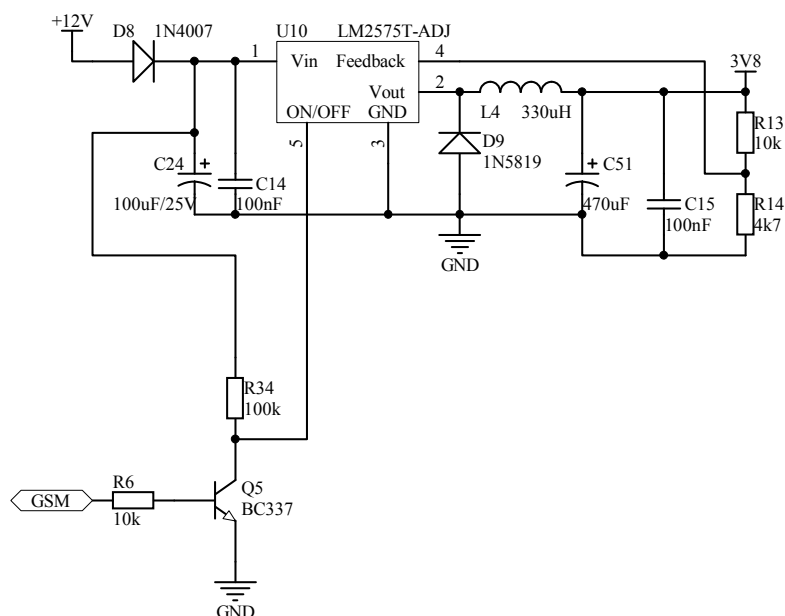 +12V
D8
1N4007
U10
LM2575T-ADJ
1
Vin
Feedback
4
Vout
2
ON/OFF
GND
5
3
L4
330uH
3V8
R13
10k
D9
1N5819
C24
+
100uF/25V
C14
100nF
+
C51
470uF
C15
100nF
R14
4k7
GND
R34
100k
GSM
R6
10k
Q5
BC337
GND